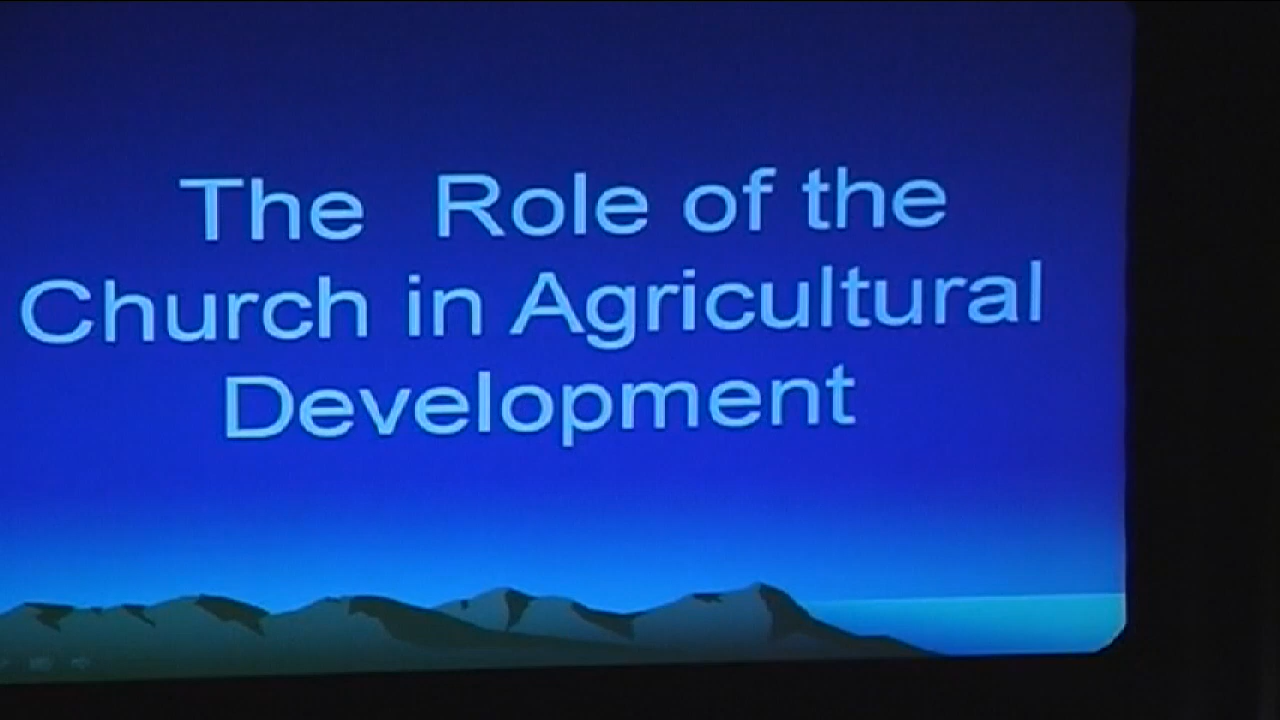 The  Role of the
Church in Agricultural
Development